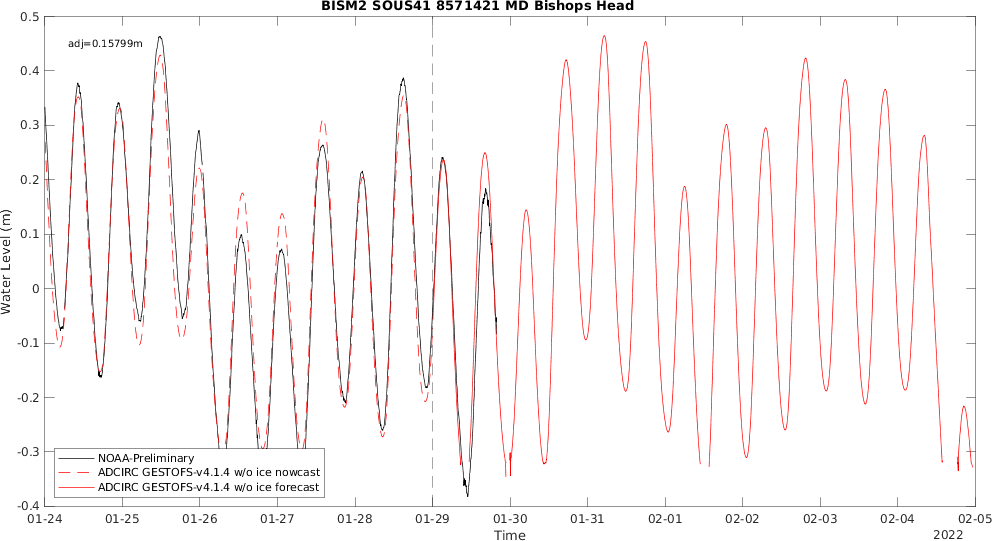 BISM2 SOUS41 8571421 MD Bishops Head
adj=0.15799m
Water Level (m)
0.5
0.4
0.3
0.2
0.1
0
-0.1
-0.2
-0.3
-0.4
NOAA-Preliminary
ADCIRC GESTOFS-v4.1.4 w/o ice nowcast
ADCIRC GESTOFS-v4.1.4 w/o ice forecast
01-24 01-25 01-26 01-27 01-28 01-29 01-30 01-31 02-01 02-02 02-03 02-04 02-05
Time
2022